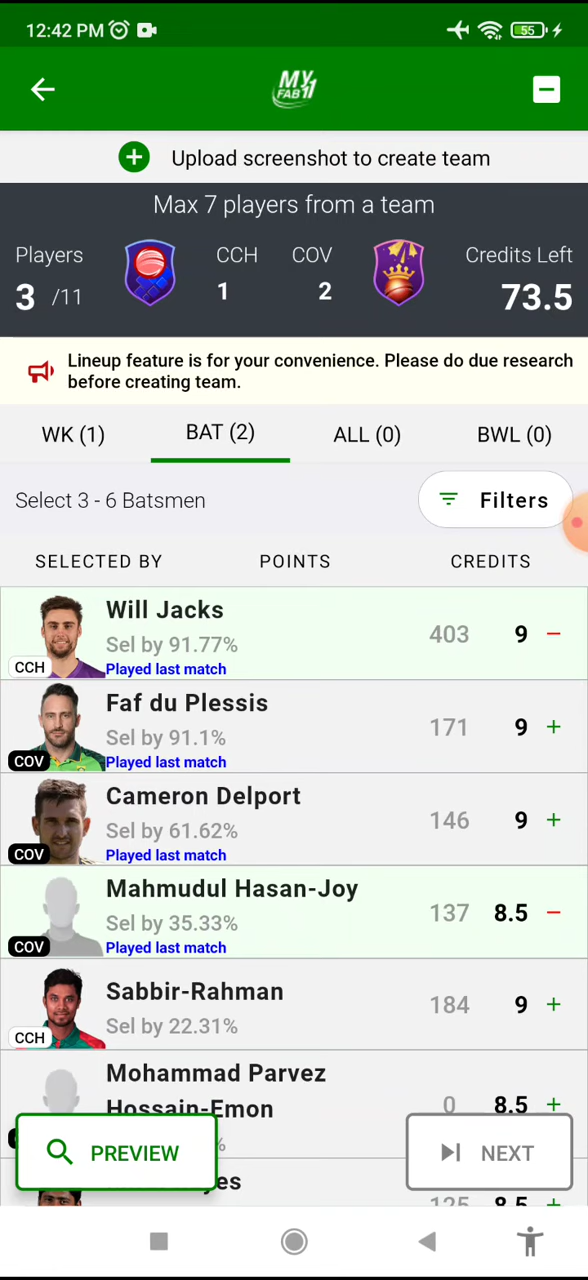 12:42 PM
55
MY
FAB11
Upload screenshot to create team
Max 7 players from a team
Players CCH COV Credits Left
3 /11 1 2 73.5
Lineup feature is for your convenience. Please do due research
before creating team.
WK (1) BAT (2) ALL (0) BWL (0)
Select 3 - 6 Batsmen Filters
SELECTED BY POINTS CREDITS
Will Jacks
Sel by 91.77% 403 9
CCH Played last match
Faf du Plessis
Sel by 91.1% 171 9
COV Played last match
Cameron Delport
Sel by 61.62% 146 9
COV Played last match
Mahmudul Hasan-Joy
Sel by 35.33% 137 8.5
COV Played last match
Sabbir-Rahman
Sel by 22.31% 184 9
CCH
Mohammad Parvez
Hossain-Emon 0 8.5
PREVIEW NEXT